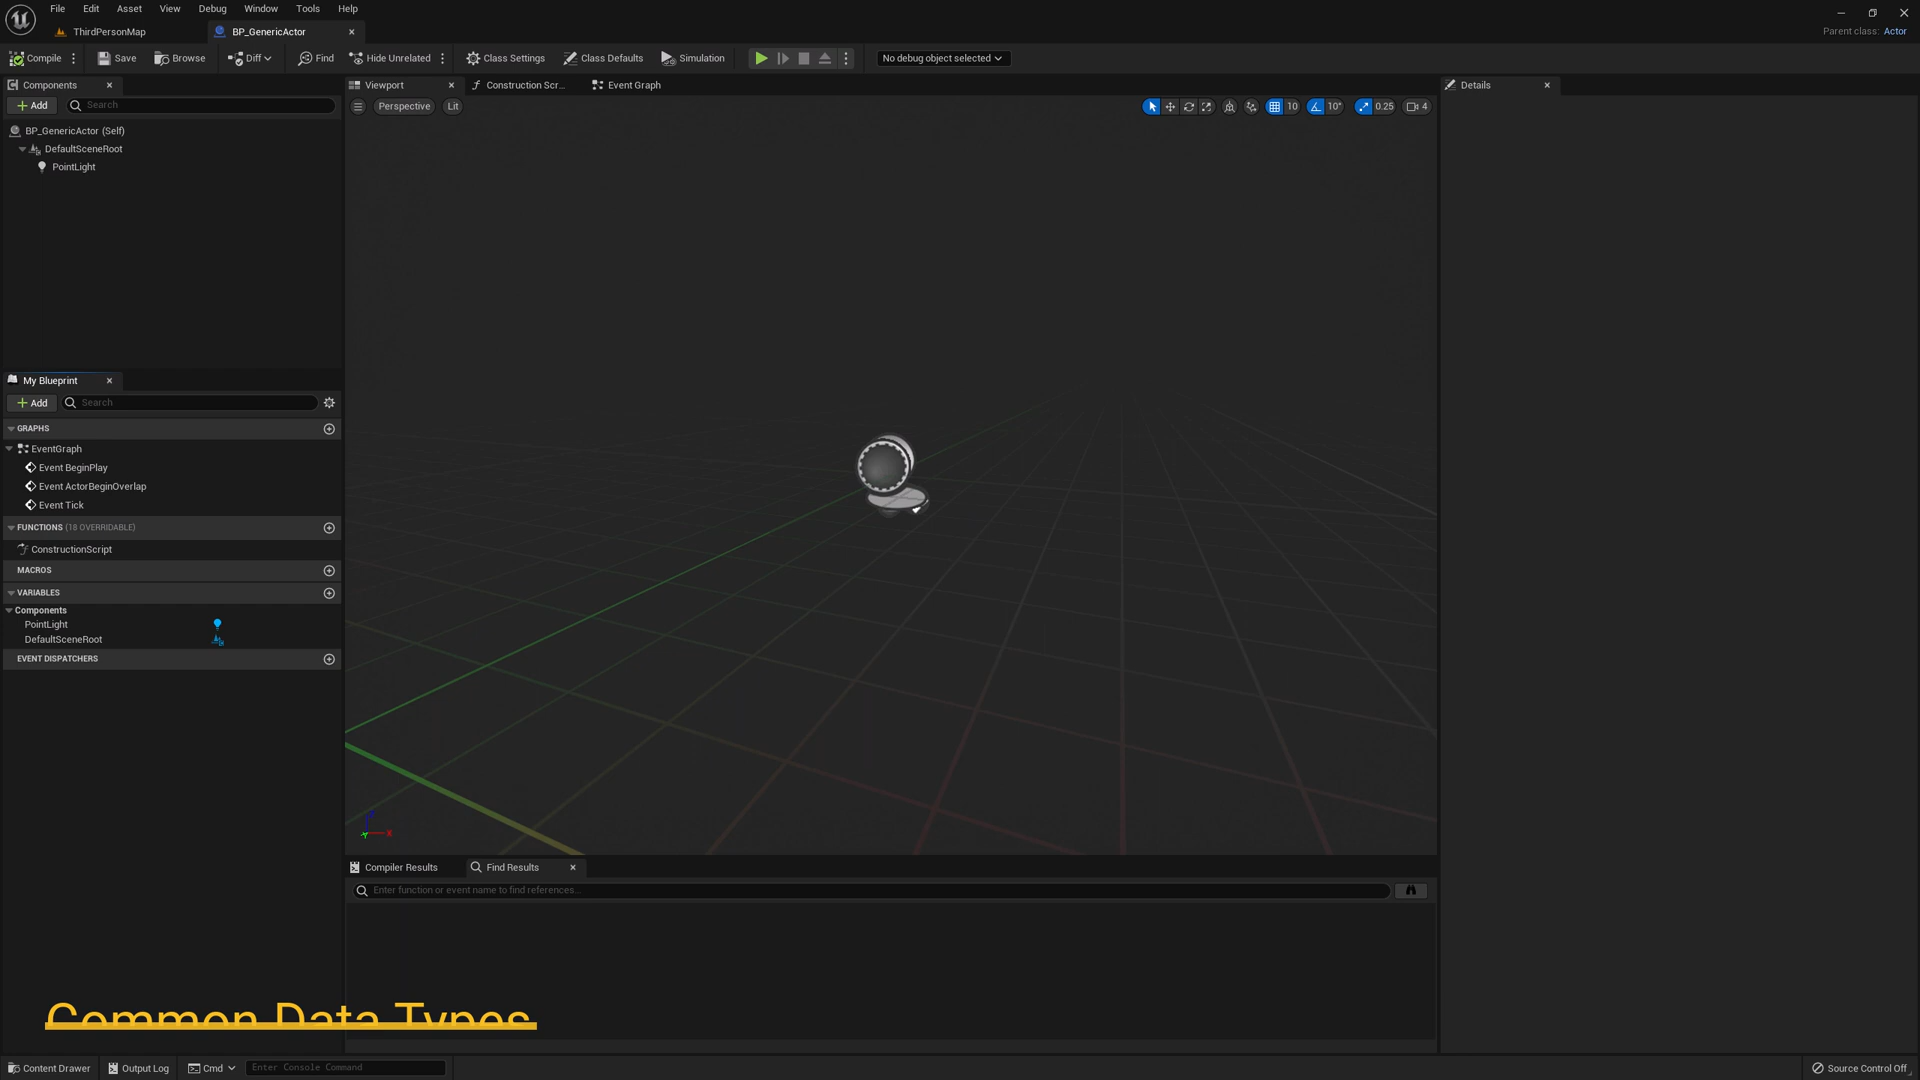 File Edit Asset View Debug Window Tools Help
ThirdPersonMap
BP_GenericActor
Parent class: Actor
Compile
Save
Browse
Diff
Find
Hide Unrelated
Class Settings
Class Defaults
Simulation
No debug object selected
Components
Add
Search
BP_GenericActor (Self)
DefaultSceneRoot
PointLight
My Blueprint
Add
Search
GRAPHS
EventGraph
Event BeginPlay
Event ActorBeginOverlap
Event Tick
FUNCTIONS (18 OVERRIDABLE)
ConstructionScript
MACROS
VARIABLES
Components
PointLight
DefaultSceneRoot
EVENT DISPATCHERS
Viewport
Construction Scr...
Event Graph
Perspective
Lit
10
10°
0.25
4
Z
X
Y
Compiler Results
Find Results
Enter function or event name to find references...
Details
Common Data Types
Content Drawer
Output Log
Cmd
Enter Console Command
Source Control Off